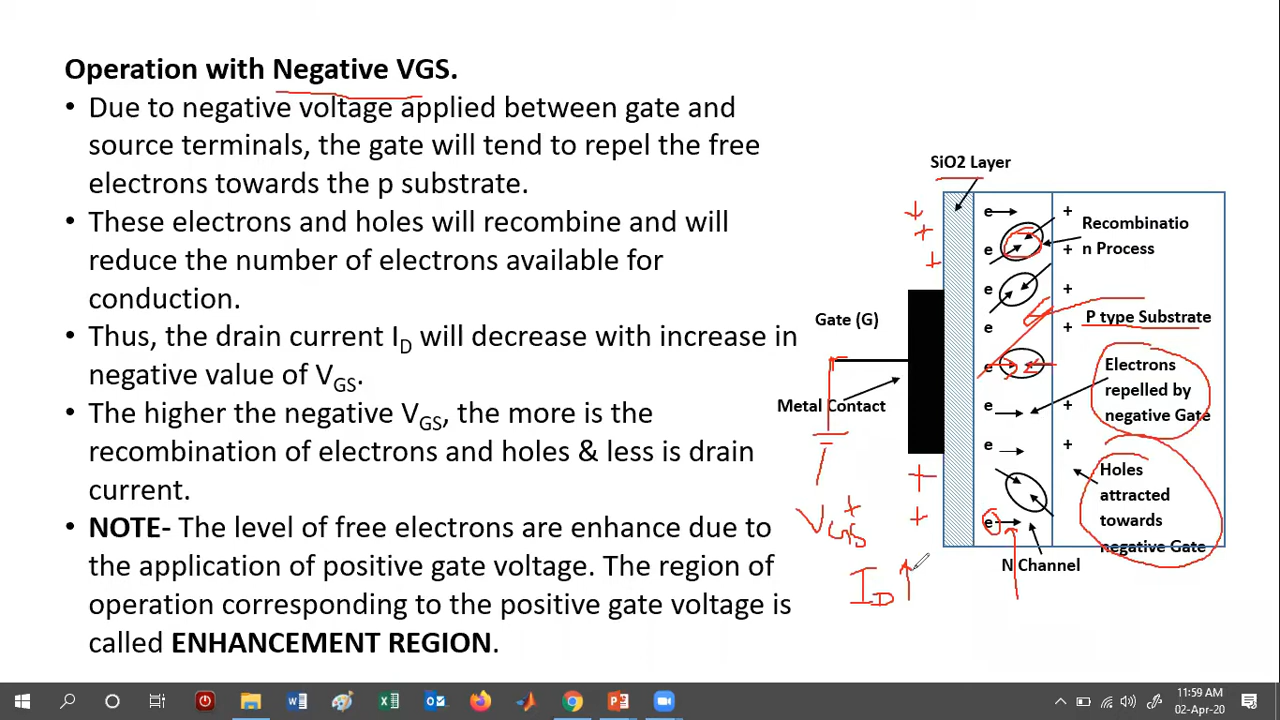 Operation with Negative VGS.
• Due to negative voltage applied between gate and
source terminals, the gate will tend to repel the free
electrons towards the p substrate.
• These electrons and holes will recombine and will
reduce the number of electrons available for
conduction.
• Thus, the drain current ID will decrease with increase in
negative value of VGS.
• The higher the negative VGS, the more is the
recombination of electrons and holes & less is drain
current.
• NOTE- The level of free electrons are enhance due to
the application of positive gate voltage. The region of
operation corresponding to the positive gate voltage is
called ENHANCEMENT REGION.
SiO2 Layer
+
+
+
e
e
e
e
e
e
e
e
e
+
+
+
+
+
+
Recombinatio
n Process
Gate (G)
P type Substrate
Metal Contact
Electrons
repelled by
negative Gate
Holes
attracted
towards
negative Gate
N Channel
+
+
+
VGS
ID ↑
11:59 AM
02-Apr-20